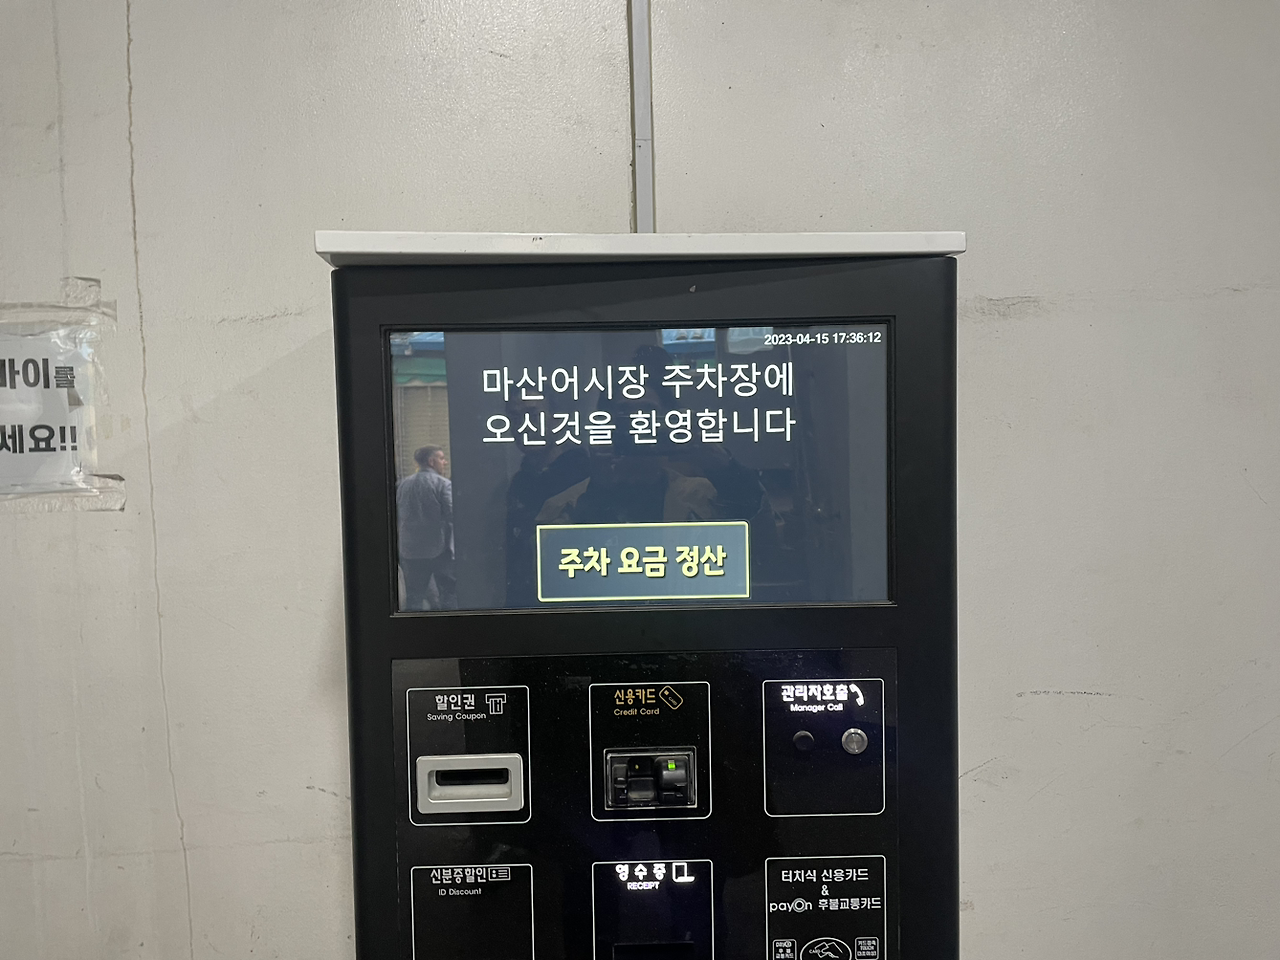 2023-04-15 17:36:12
마산어시장 주차장에
오신것을 환영합니다
주차 요금 정산
세요!!
할인권
Saving Coupon
신용카드
Credit Card
관리자호출
Manager Call
신분증할인
ID Discount
영수증
RECEIPT
터치식 신용카드
&
payOn 후불교통카드